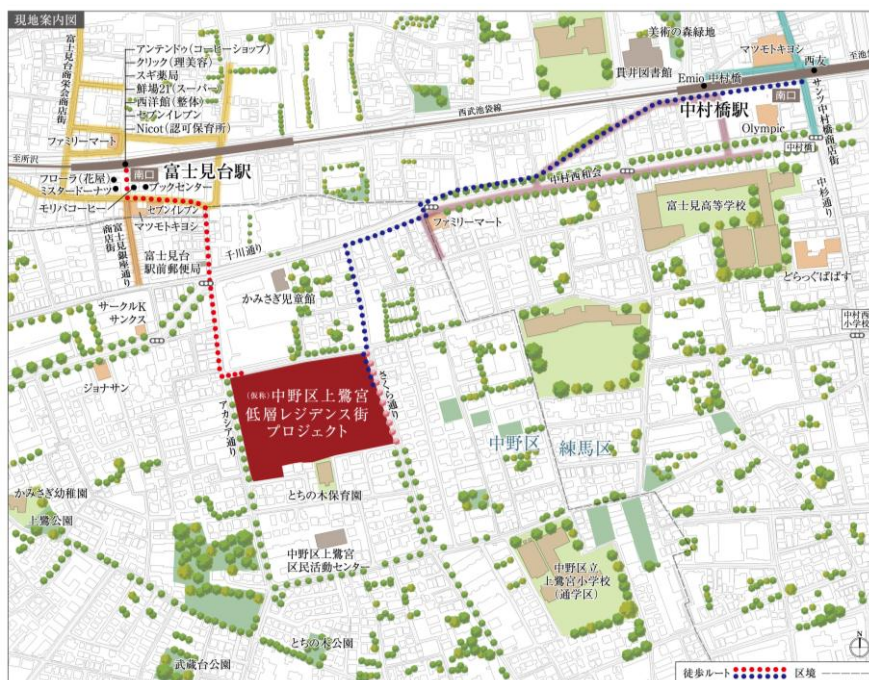 現地案内図
アンテンドゥ(コーヒーショップ)
クリック(理美容)
スギ薬局
鮮場21(スーパー)
西洋館(整体)
セブンイレブン
Nicot(認可保育所)
富士見台商栄会商店街
ファミリーマート
至所沢
南口
富士見台駅
フローラ(花屋)
ミスタードーナツ
ブックセンター
モリバコーヒー
セブンイレブン
マツモトキヨシ
富士見銀座通り
商店街
富士見台
駅前郵便局
千川通り
サークルK
サンクス
ジョナサン
かみさぎ児童館
西武池袋線
美術の森緑地
貫井図書館
マツモトキヨシ
西友
Emio 中村橋
南口
中村橋駅
Olympic
サンツ中村橋商店街
中村橋
中杉通り
中村西和会
ファミリーマート
富士見高等学校
どらっぐぱぱす
中村西
小学校
(仮称)中野区上鷺宮
低層レジデンス街
プロジェクト
さくら通り
アカシア通り
中野区
練馬区
かみさぎ幼稚園
上鷺公園
とちの木保育園
中野区上鷺宮
区民活動センター
中野区立
上鷺宮小学校
(通学区)
とちの木公園
武蔵台公園
N
徒歩ルート
区境